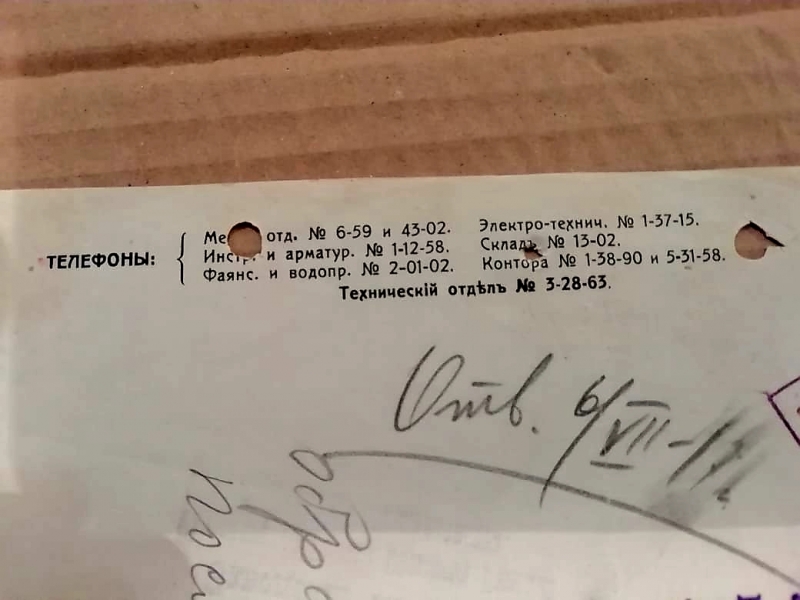 ТЕЛЕФОНЫ:
отд. № 6-59 и 43-02.
и арматур. № 1-12-58.
Фаянс. и водопр. № 2-01-02.
Электро-технич. № 1-37-15.
Складъ № 13-02.
Контора № 1-38-90 и 5-31-58.
Техническій отдѣлъ № 3-28-63.
Отв. 6/VII-17